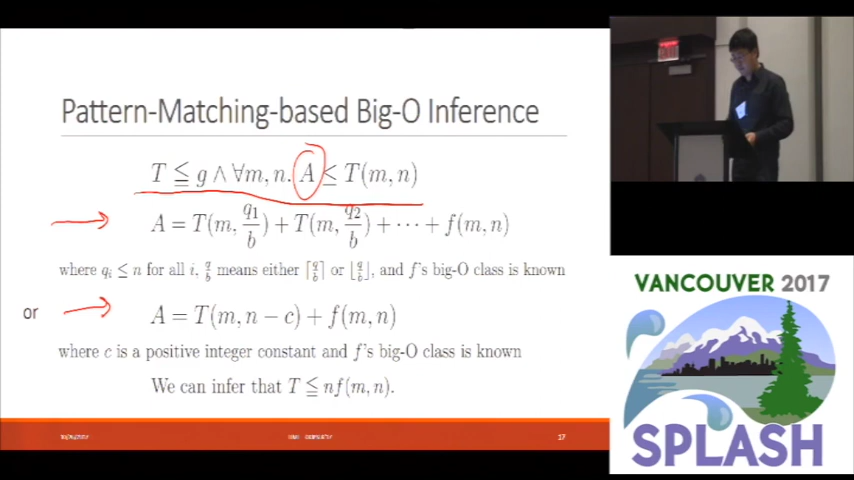 Pattern-Matching-based Big-O Inference
T ≦ g ∧ ∀m, n. A ≤ T(m, n)
A = T(m, q₁/b) + T(m, q₂/b) + ⋯ + f(m, n)
where qᵢ ≤ n for all i, q/b means either ⌈q/b⌉ or ⌊q/b⌋, and f's big-O class is known
or
A = T(m, n − c) + f(m, n)
where c is a positive integer constant and f's big-O class is known
We can infer that T ≦ nf(m, n).
17
VANCOUVER 2017
SPLASH